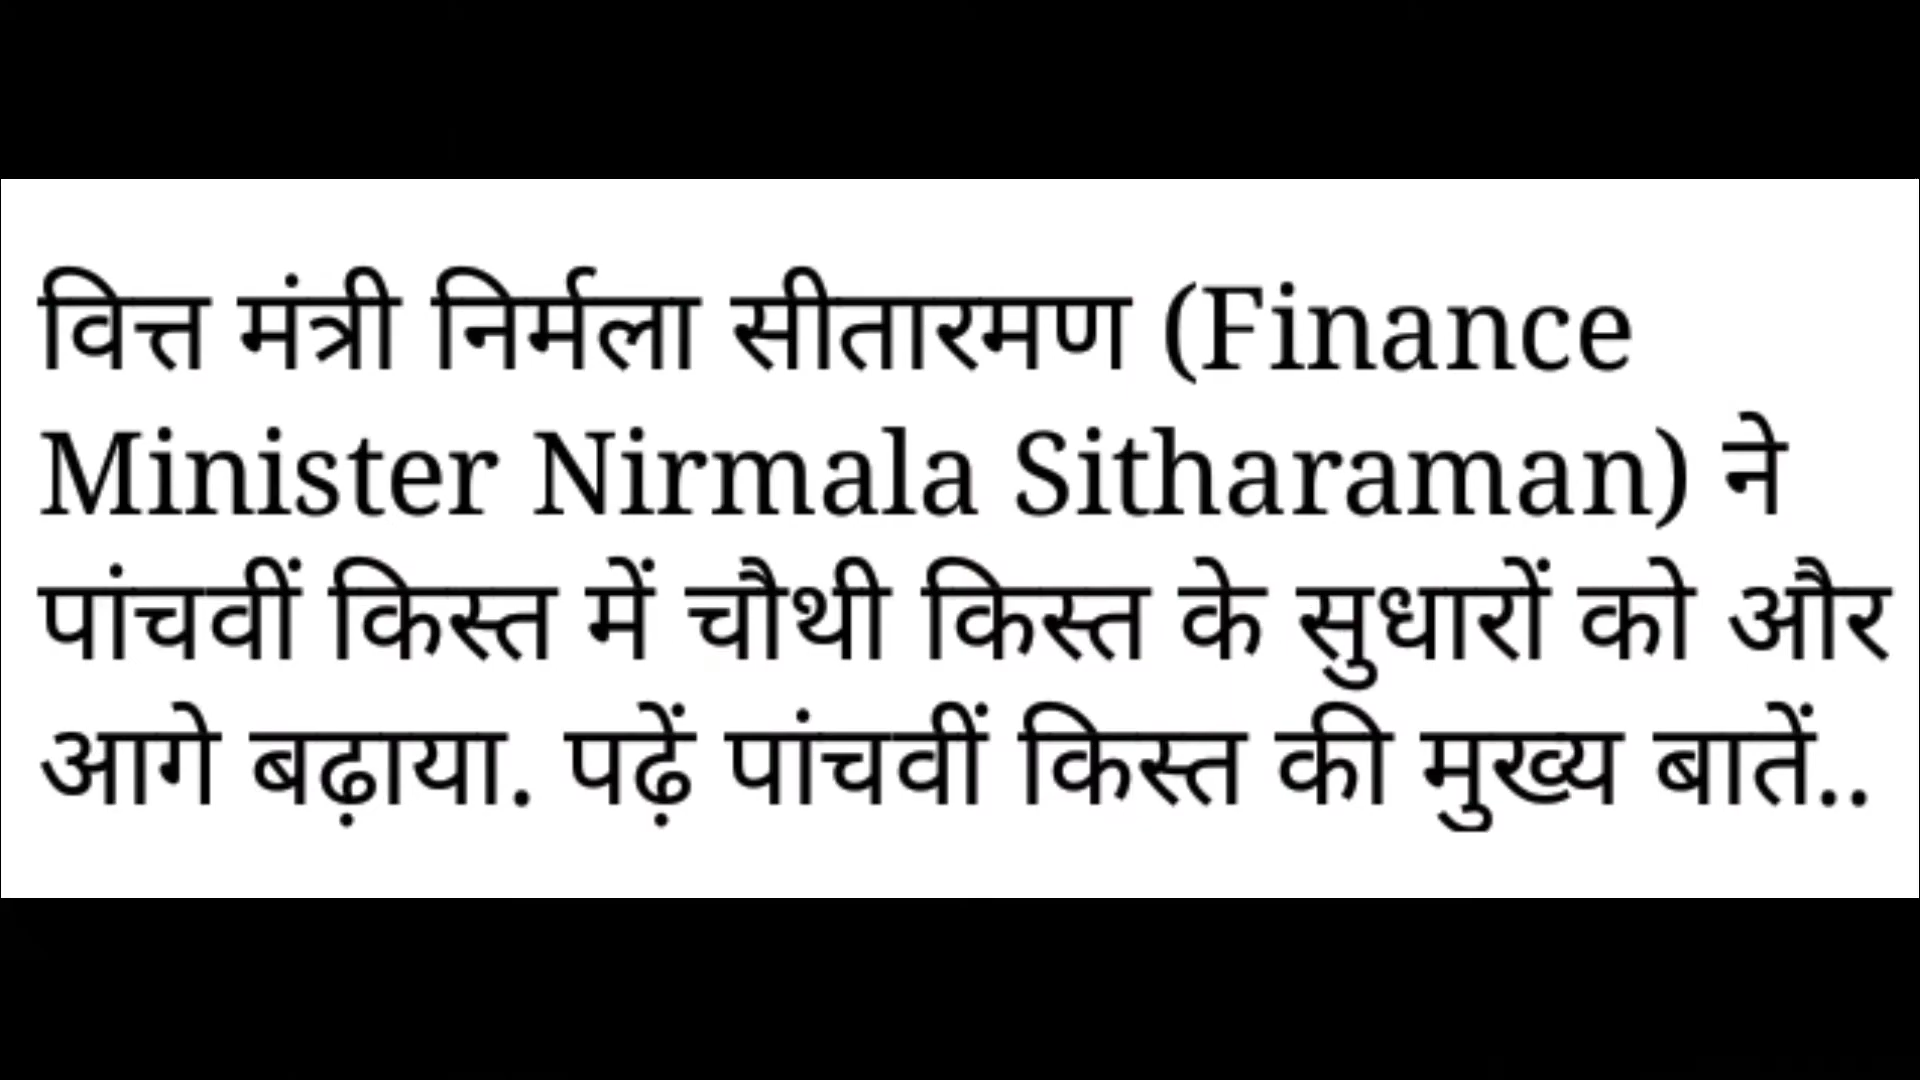 वित्त मंत्री निर्मला सीतारमण (Finance
Minister Nirmala Sitharaman) ने
पांचवीं किस्त में चौथी किस्त के सुधारों को और
आगे बढ़ाया. पढ़ें पांचवीं किस्त की मुख्य बातें..